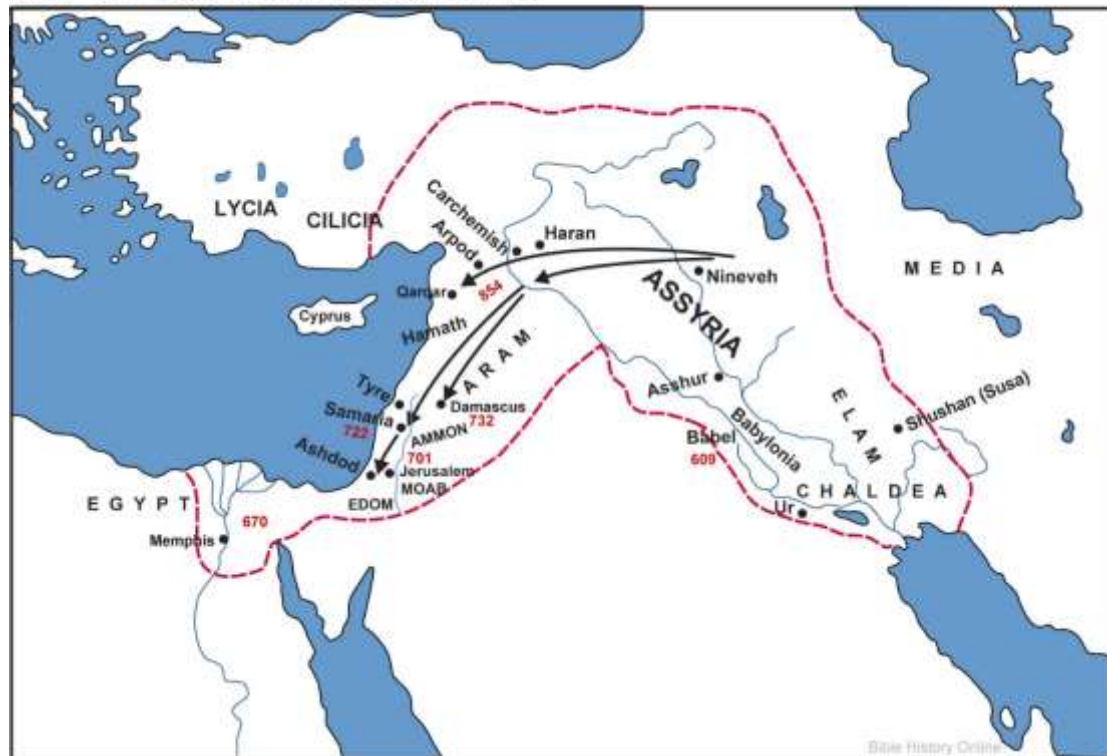 LYCIA
CILICIA
Carchemish
Arpod
Haran
Nineveh
MEDIA
Qarqar
854
ASSYRIA
Cyprus
Hamath
ARAM
Asshur
Tyre
Damascus
732
Samaria
722
AMMON
701
ELAM
Shushan (Susa)
Babel
609
Babylonia
Ashdod
Jerusalem
MOAB
EDOM
CHALDEA
Ur
EGYPT
670
Memphis
Bible History Online